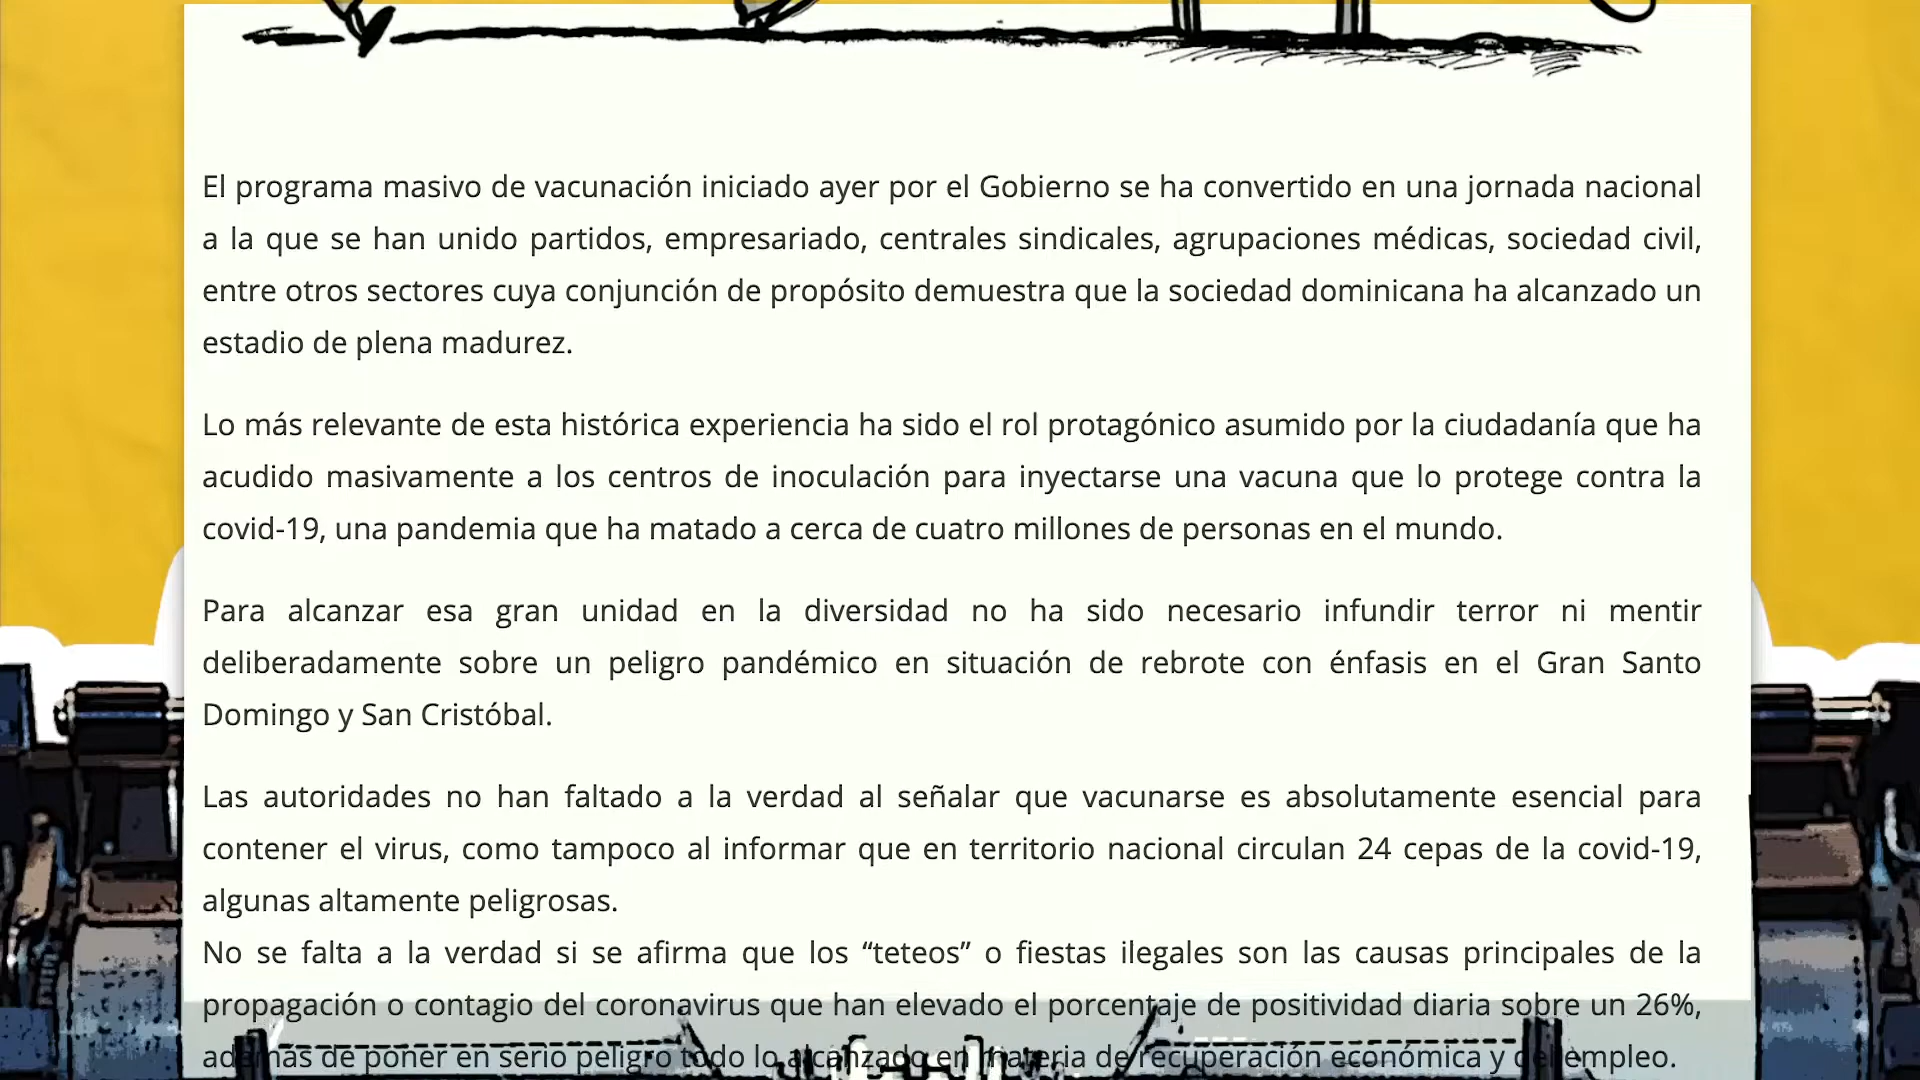 El programa masivo de vacunación iniciado ayer por el Gobierno se ha convertido en una jornada nacional
a la que se han unido partidos, empresariado, centrales sindicales, agrupaciones médicas, sociedad civil,
entre otros sectores cuya conjunción de propósito demuestra que la sociedad dominicana ha alcanzado un
estadio de plena madurez.
Lo más relevante de esta histórica experiencia ha sido el rol protagónico asumido por la ciudadanía que ha
acudido masivamente a los centros de inoculación para inyectarse una vacuna que lo protege contra la
covid-19, una pandemia que ha matado a cerca de cuatro millones de personas en el mundo.
Para alcanzar esa gran unidad en la diversidad no ha sido necesario infundir terror ni mentir
deliberadamente sobre un peligro pandémico en situación de rebrote con énfasis en el Gran Santo
Domingo y San Cristóbal.
Las autoridades no han faltado a la verdad al señalar que vacunarse es absolutamente esencial para
contener el virus, como tampoco al informar que en territorio nacional circulan 24 cepas de la covid-19,
algunas altamente peligrosas.
No se falta a la verdad si se afirma que los “teteos” o fiestas ilegales son las causas principales de la
propagación o contagio del coronavirus que han elevado el porcentaje de positividad diaria sobre un 26%,
además de poner en serio peligro todo lo alcanzado en materia de recuperación económica y del empleo.